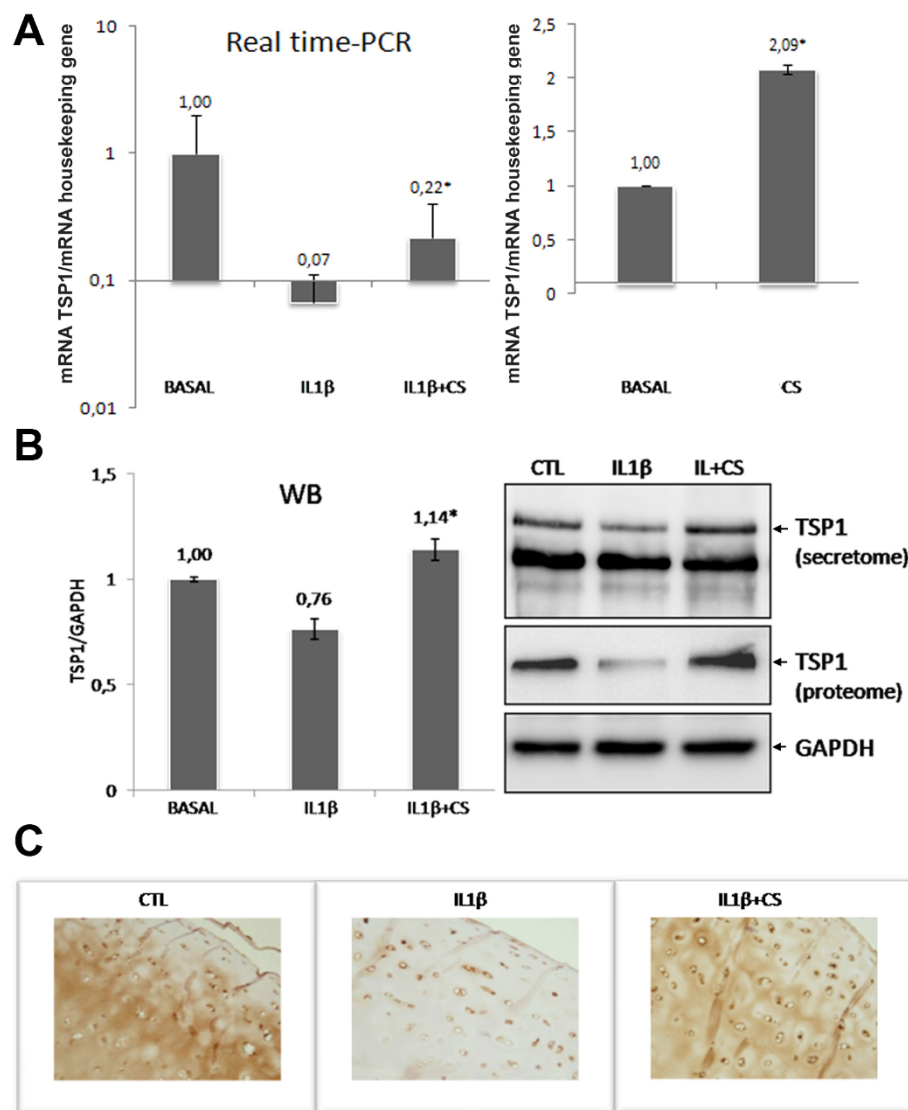 A
Real time-PCR
mRNA TSP1/mRNA housekeeping gene
10
1
0,1
0,01
1,00
0,07
0,22*
BASAL
IL1β
IL1β+CS
mRNA TSP1/mRNA housekeeping gene
2,5
2
1,5
1
0,5
0
1,00
2,09*
BASAL
CS
B
WB
TSP1/GAPDH
1,5
1
0,5
0
1,00
0,76
1,14*
BASAL
IL1β
IL1β+CS
CTL
IL1β
IL+CS
TSP1
(secretome)
TSP1
(proteome)
GAPDH
C
CTL
IL1β
IL1β+CS